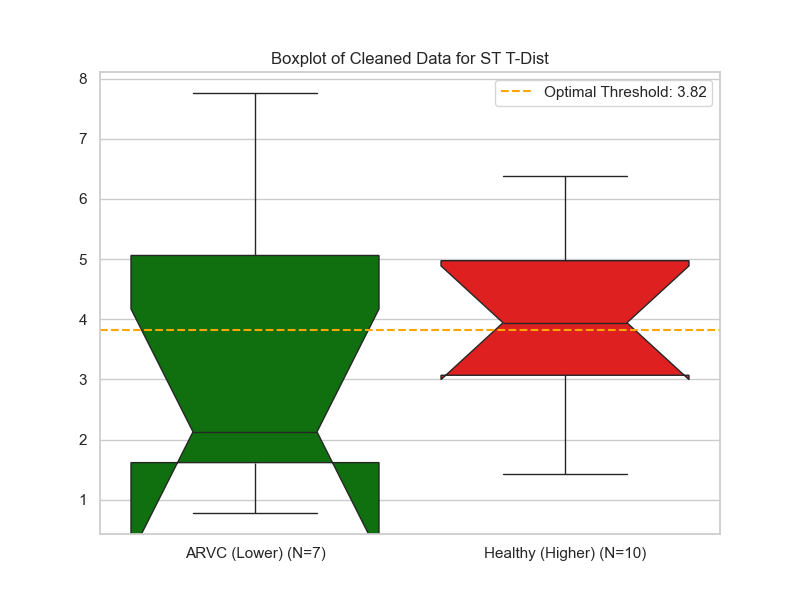 Boxplot of Cleaned Data for ST T-Dist
Optimal Threshold: 3.82
8
7
6
5
4
3
2
1
ARVC (Lower) (N=7)
Healthy (Higher) (N=10)